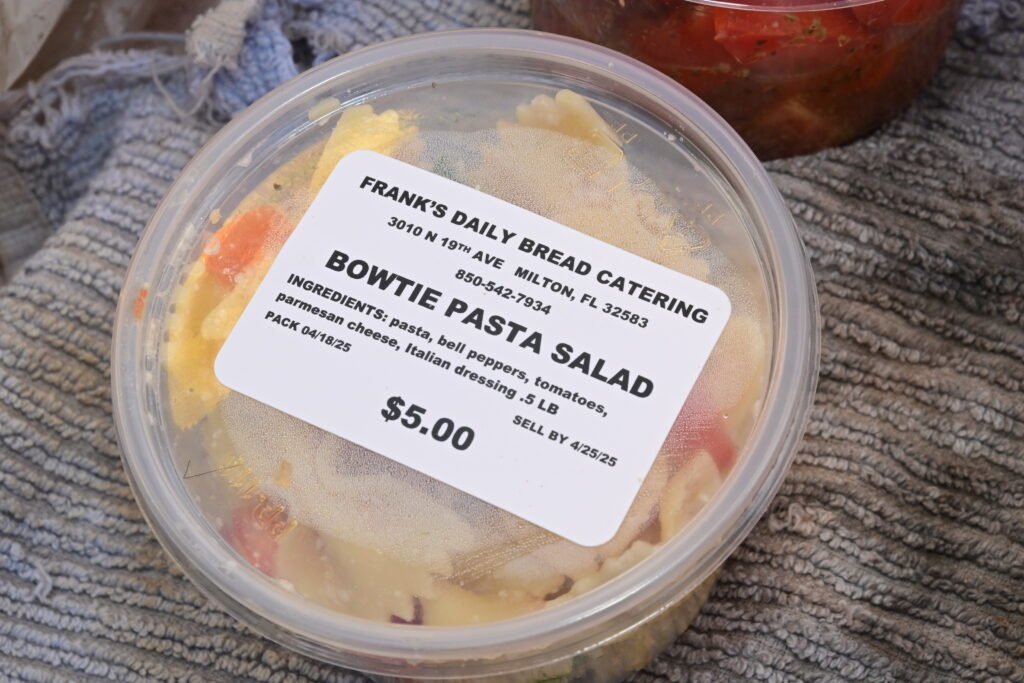 FRANK'S DAILY BREAD CATERING
3010 N 19TH AVE MILTON, FL 32583
850-542-7934
BOWTIE PASTA SALAD
INGREDIENTS: pasta, bell peppers, tomatoes,
parmesan cheese, Italian dressing .5 LB
PACK 04/18/25
SELL BY 4/25/25
$5.00